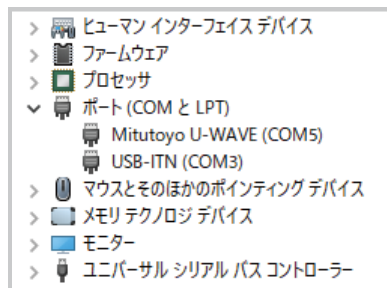 ヒューマン インターフェイス デバイス
ファームウェア
プロセッサ
ポート (COM と LPT)
Mitutoyo U-WAVE (COM5)
USB-ITN (COM3)
マウスとそのほかのポインティング デバイス
メモリ テクノロジ デバイス
モニター
ユニバーサル シリアル バス コントローラー